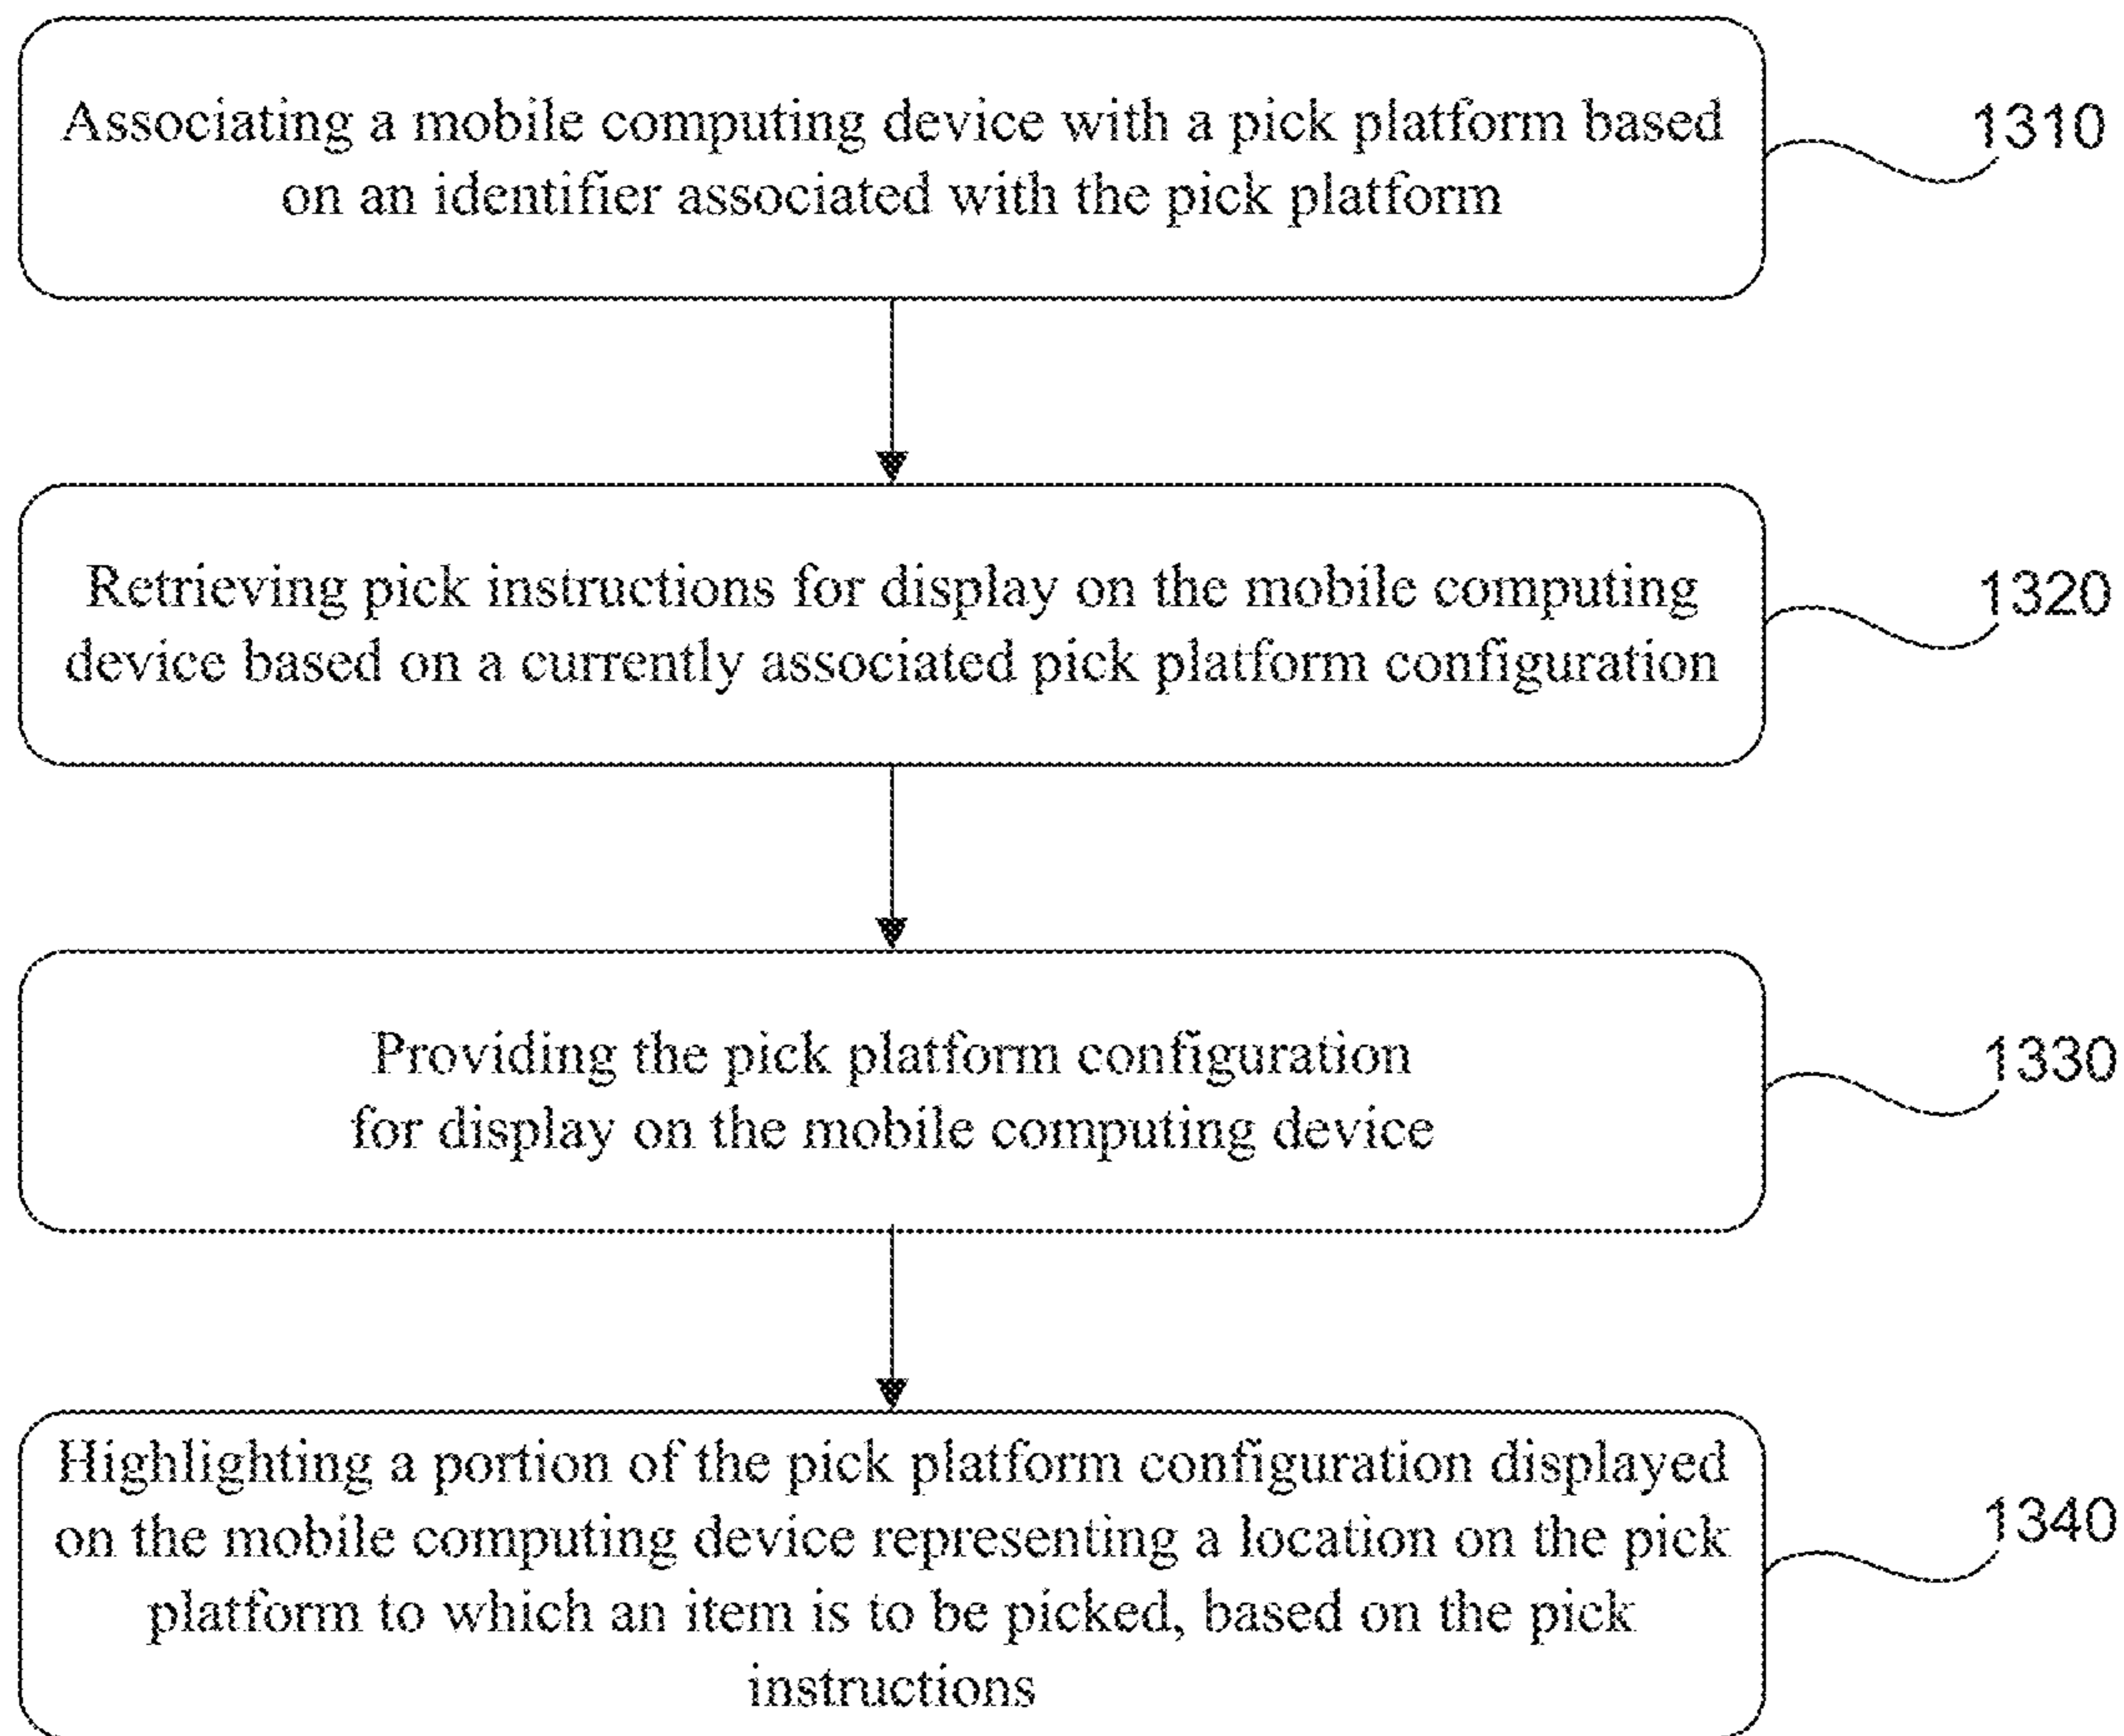 Associating a mobile computing device with a pick platform based
on an identifier associated with the pick platform
1310
Retrieving pick instructions for display on the mobile computing
device based on a currently associated pick platform configuration
1320
Providing the pick platform configuration
for display on the mobile computing device
1330
Highlighting a portion of the pick platform configuration displayed
on the mobile computing device representing a location on the pick
platform to which an item is to be picked, based on the pick
instructions
1340